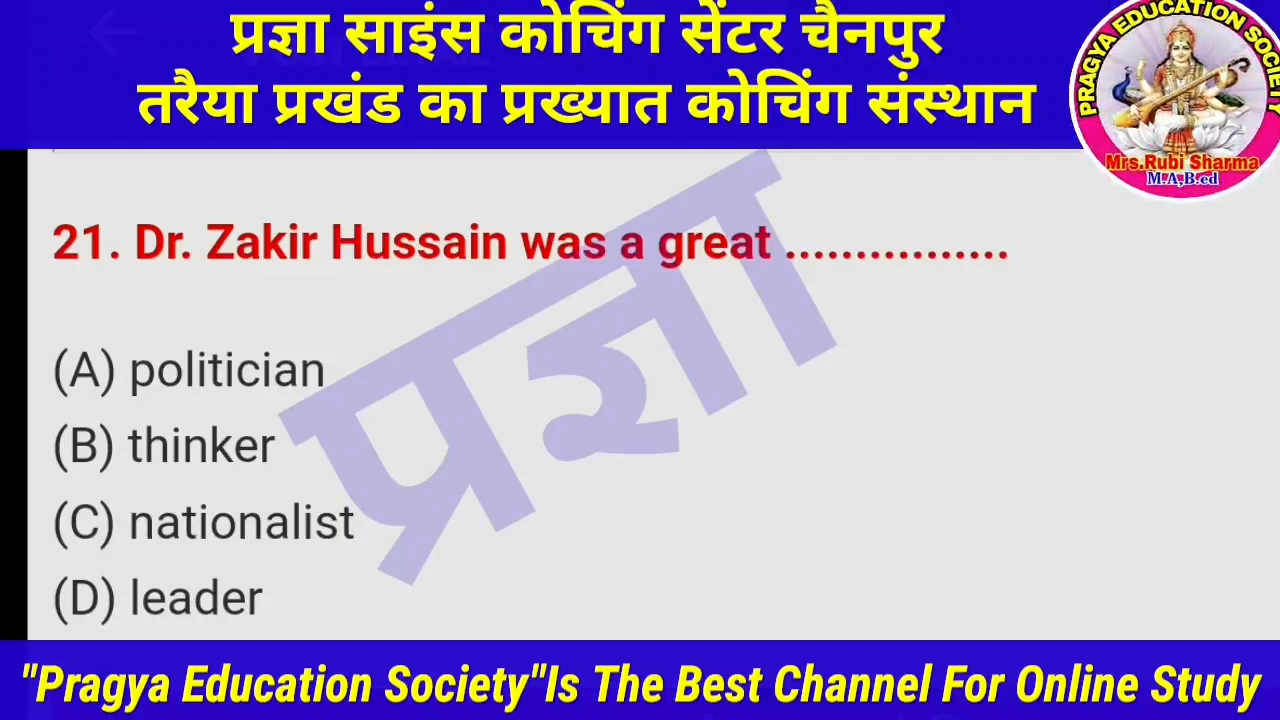 प्रज्ञा साइंस कोचिंग सेंटर चैनपुर
तरैया प्रखंड का प्रख्यात कोचिंग संस्थान
PRAGYA EDUCATION SOCIETY
Mrs.Rubi Sharma
M.A,B.ed
21. Dr. Zakir Hussain was a great ................
(A) politician
(B) thinker
(C) nationalist
(D) leader
प्रज्ञा
"Pragya Education Society"Is The Best Channel For Online Study